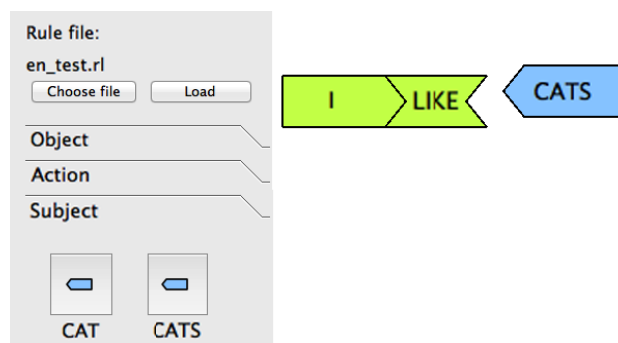 Rule file:
en_test.rl
Choose file Load
Object
Action
Subject
CAT CATS
I LIKE CATS